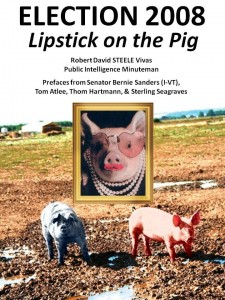 ELECTION 2008
Lipstick on the Pig
Robert David STEELE Vivas
Public Intelligence Minuteman
Prefaces from Senator Bernie Sanders (I-VT),
Tom Atlee, Thom Hartmann, & Sterling Seagraves